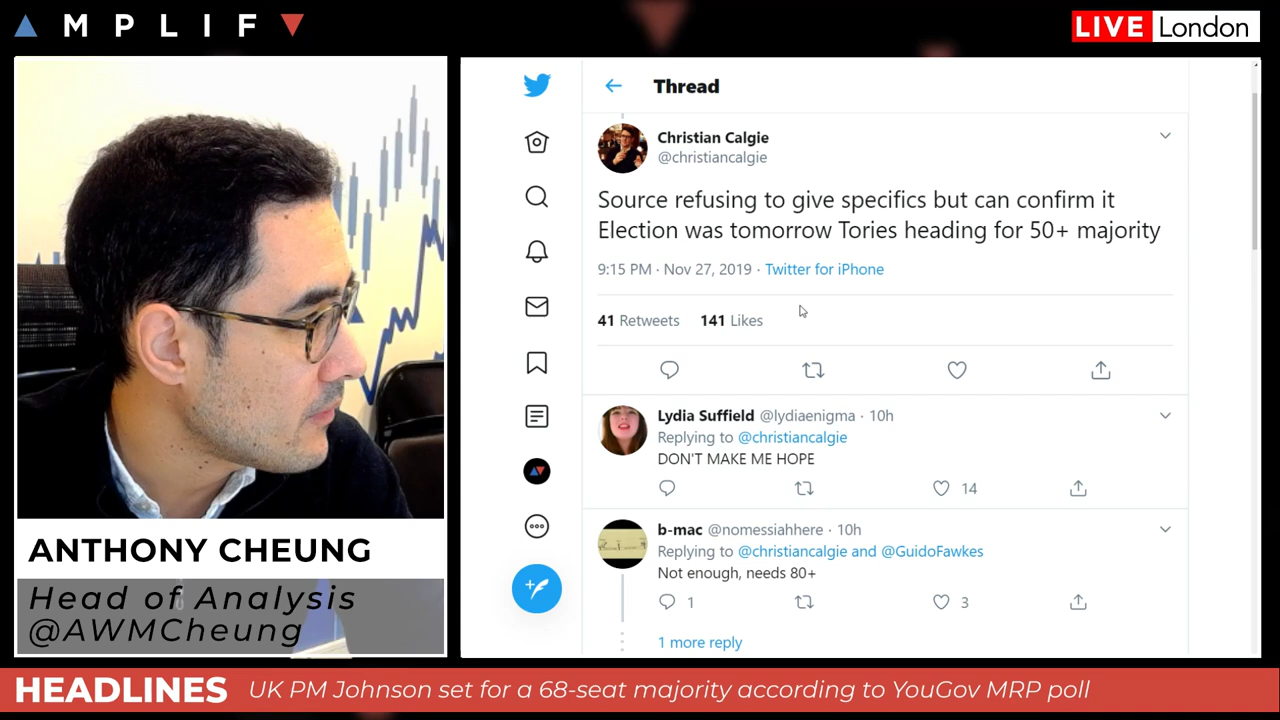 AMPLIFY
LIVE London
Thread
Christian Calgie
@christiancalgie
Source refusing to give specifics but can confirm it
Election was tomorrow Tories heading for 50+ majority
9:15 PM · Nov 27, 2019 · Twitter for iPhone
41 Retweets 141 Likes
Lydia Suffield @lydiaenigma · 10h
Replying to @christiancalgie
DON'T MAKE ME HOPE
14
b-mac @nomessiahhere · 10h
Replying to @christiancalgie and @GuidoFawkes
Not enough, needs 80+
1 3
1 more reply
ANTHONY CHEUNG
Head of Analysis
@AWMCheung
HEADLINES UK PM Johnson set for a 68-seat majority according to YouGov MRP poll